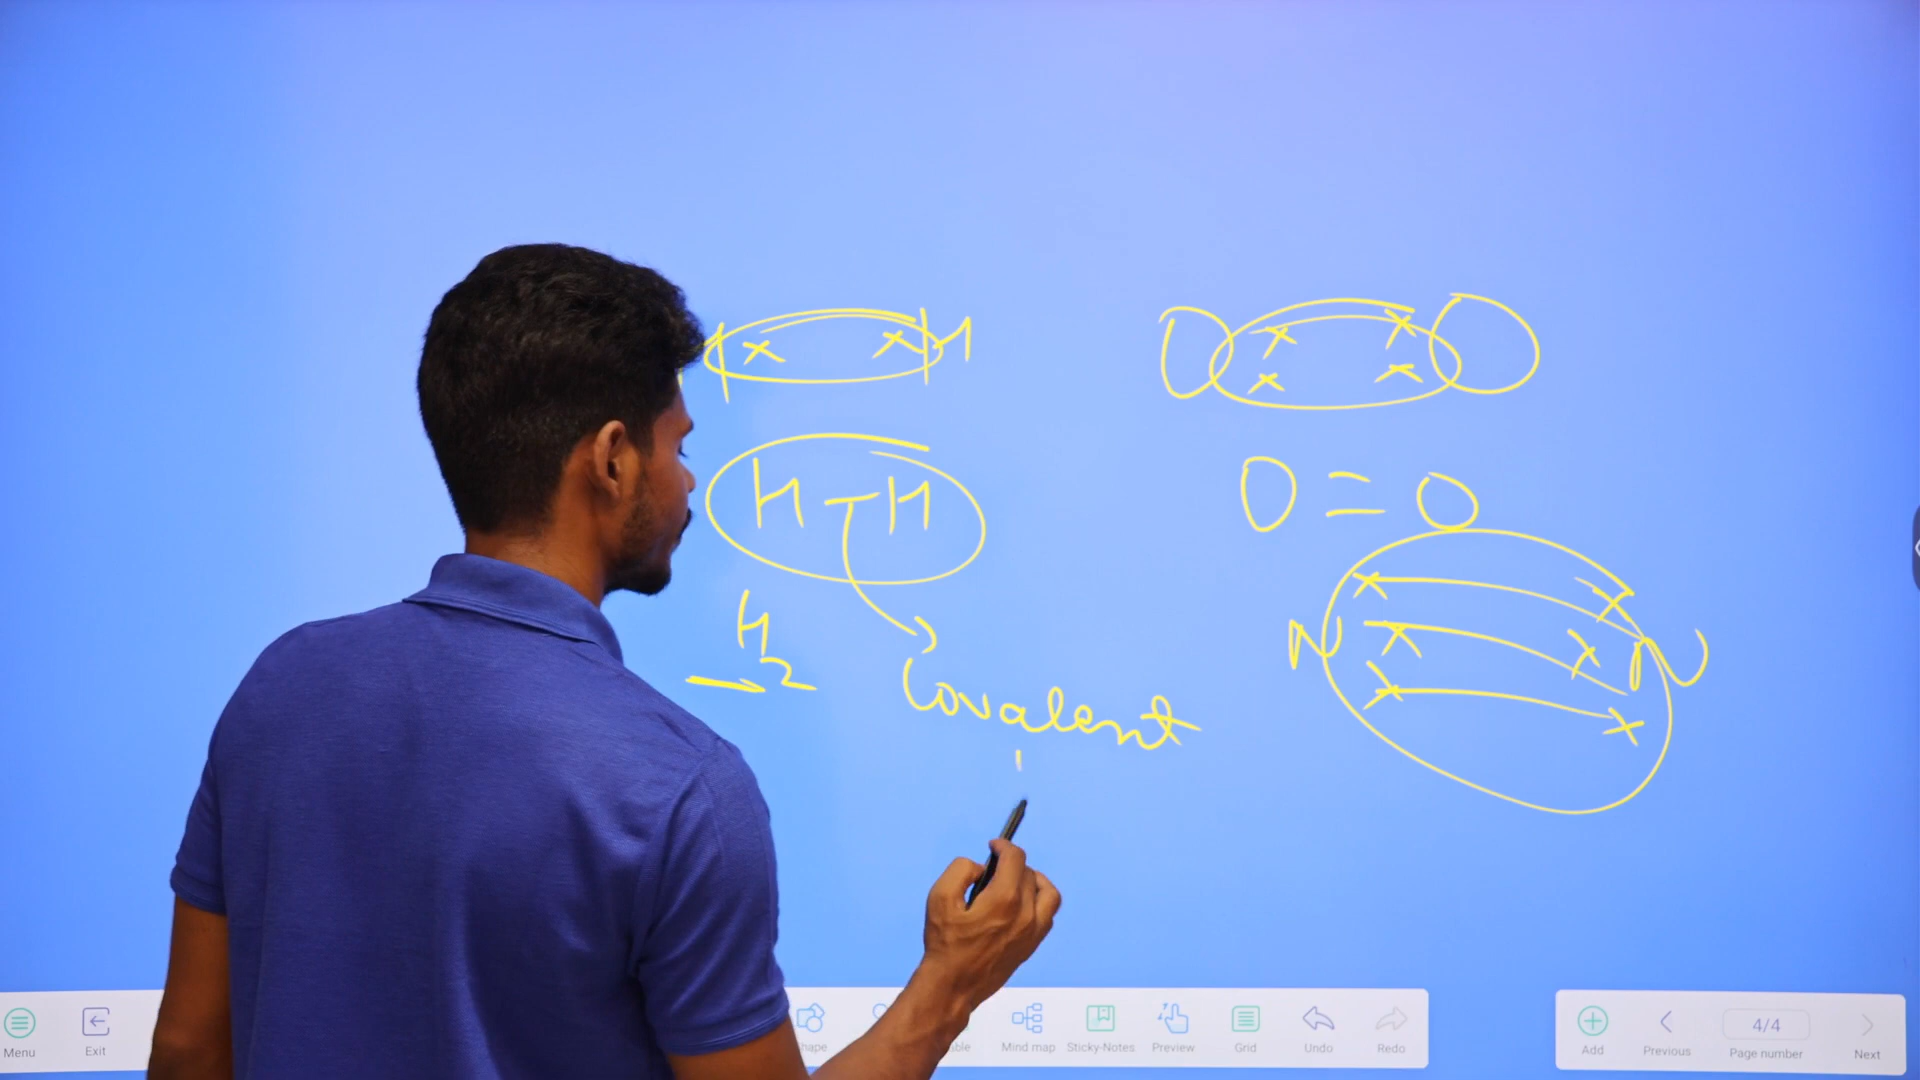 H x x H
O x x x x O
H - H
O = O
H2
N x x x x x x N
Covalent
Menu Exit Mind map Sticky-Notes Preview Grid Undo Redo Add Previous 4/4 Page number Next